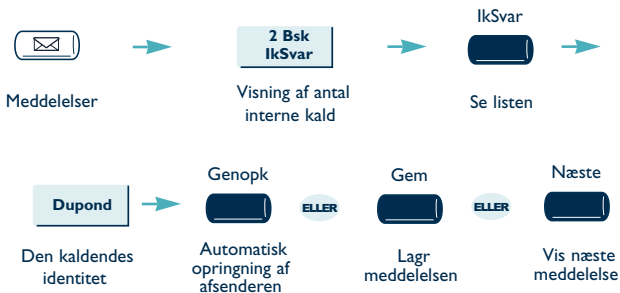 IkSvar
2 Bsk
IkSvar
Meddelelser
Visning af antal
interne kald
Se listen
Genopk
Gem
Næste
Dupond
ELLER
ELLER
Den kaldendes
identitet
Automatisk
opringning af
afsenderen
Lagr
meddelelsen
Vis næste
meddelelse